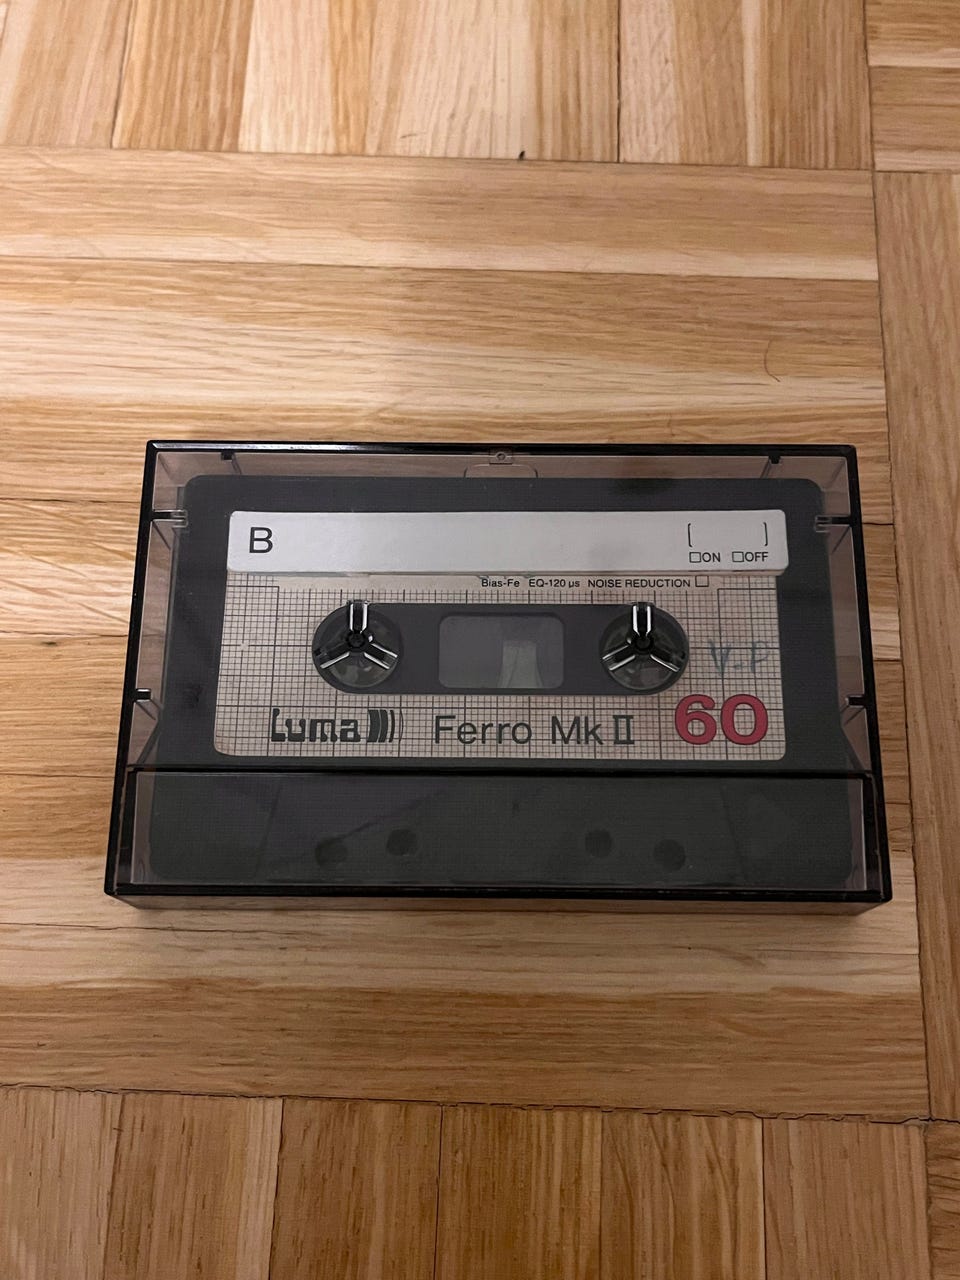 B [ ]
☐ON ☐OFF
Bias-Fe EQ-120 µs NOISE REDUCTION ☐
V.P
Luma Ferro Mk II 60